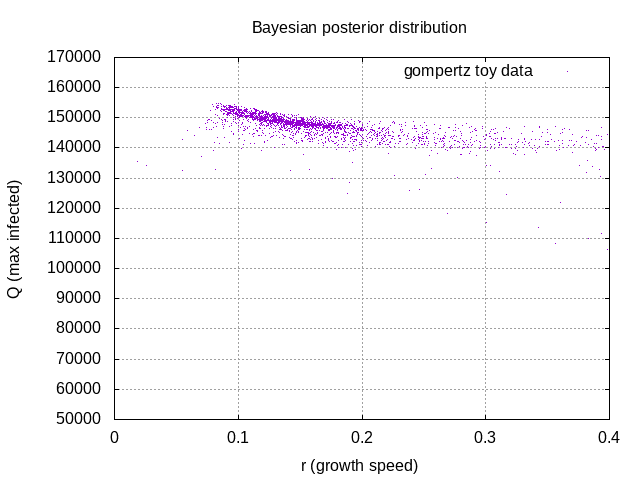 Bayesian posterior distribution
gompertz toy data
170000
160000
150000
140000
130000
120000
110000
100000
90000
80000
70000
60000
50000
Q (max infected)
0 0.1 0.2 0.3 0.4
r (growth speed)